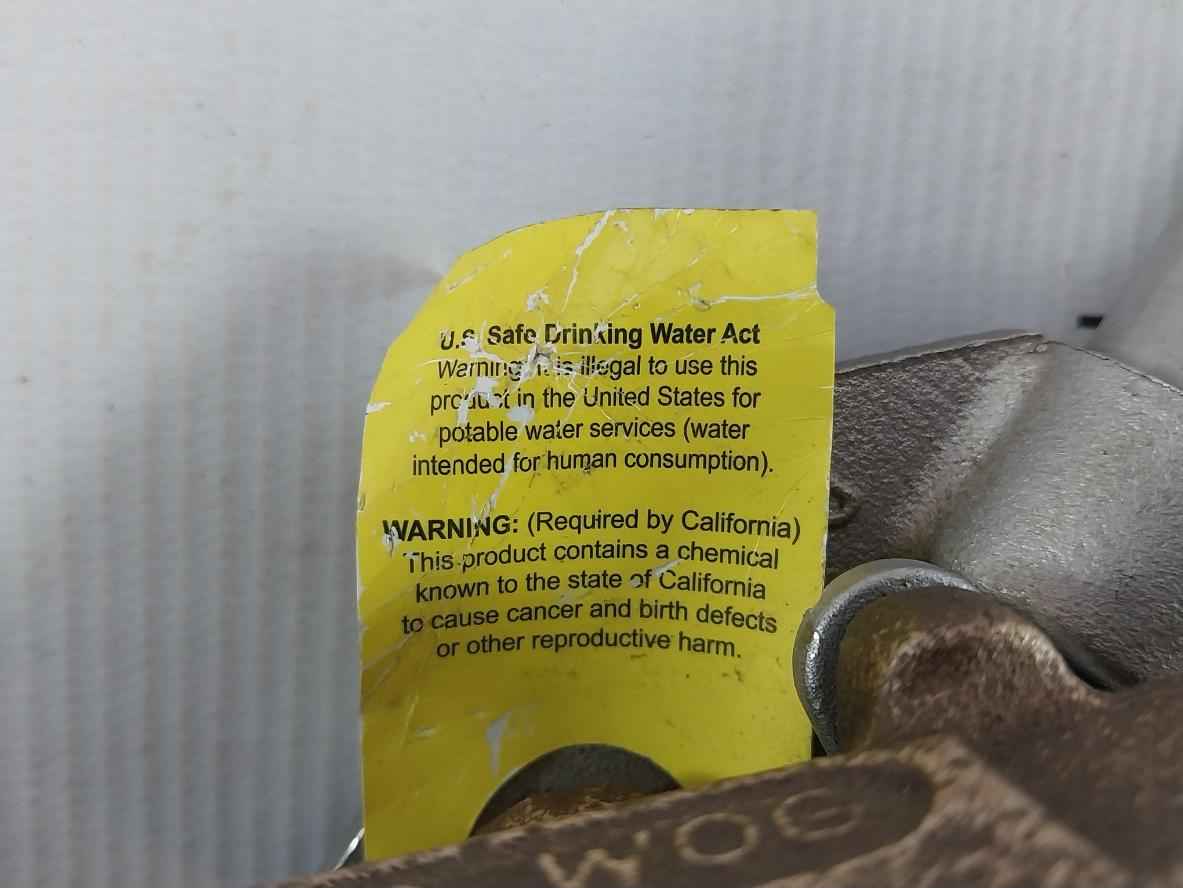 U.S. Safe Drinking Water Act
Warning: It is illegal to use this
product in the United States for
potable water services (water
intended for human consumption).
WARNING: (Required by California)
This product contains a chemical
known to the state of California
to cause cancer and birth defects
or other reproductive harm.
WOG